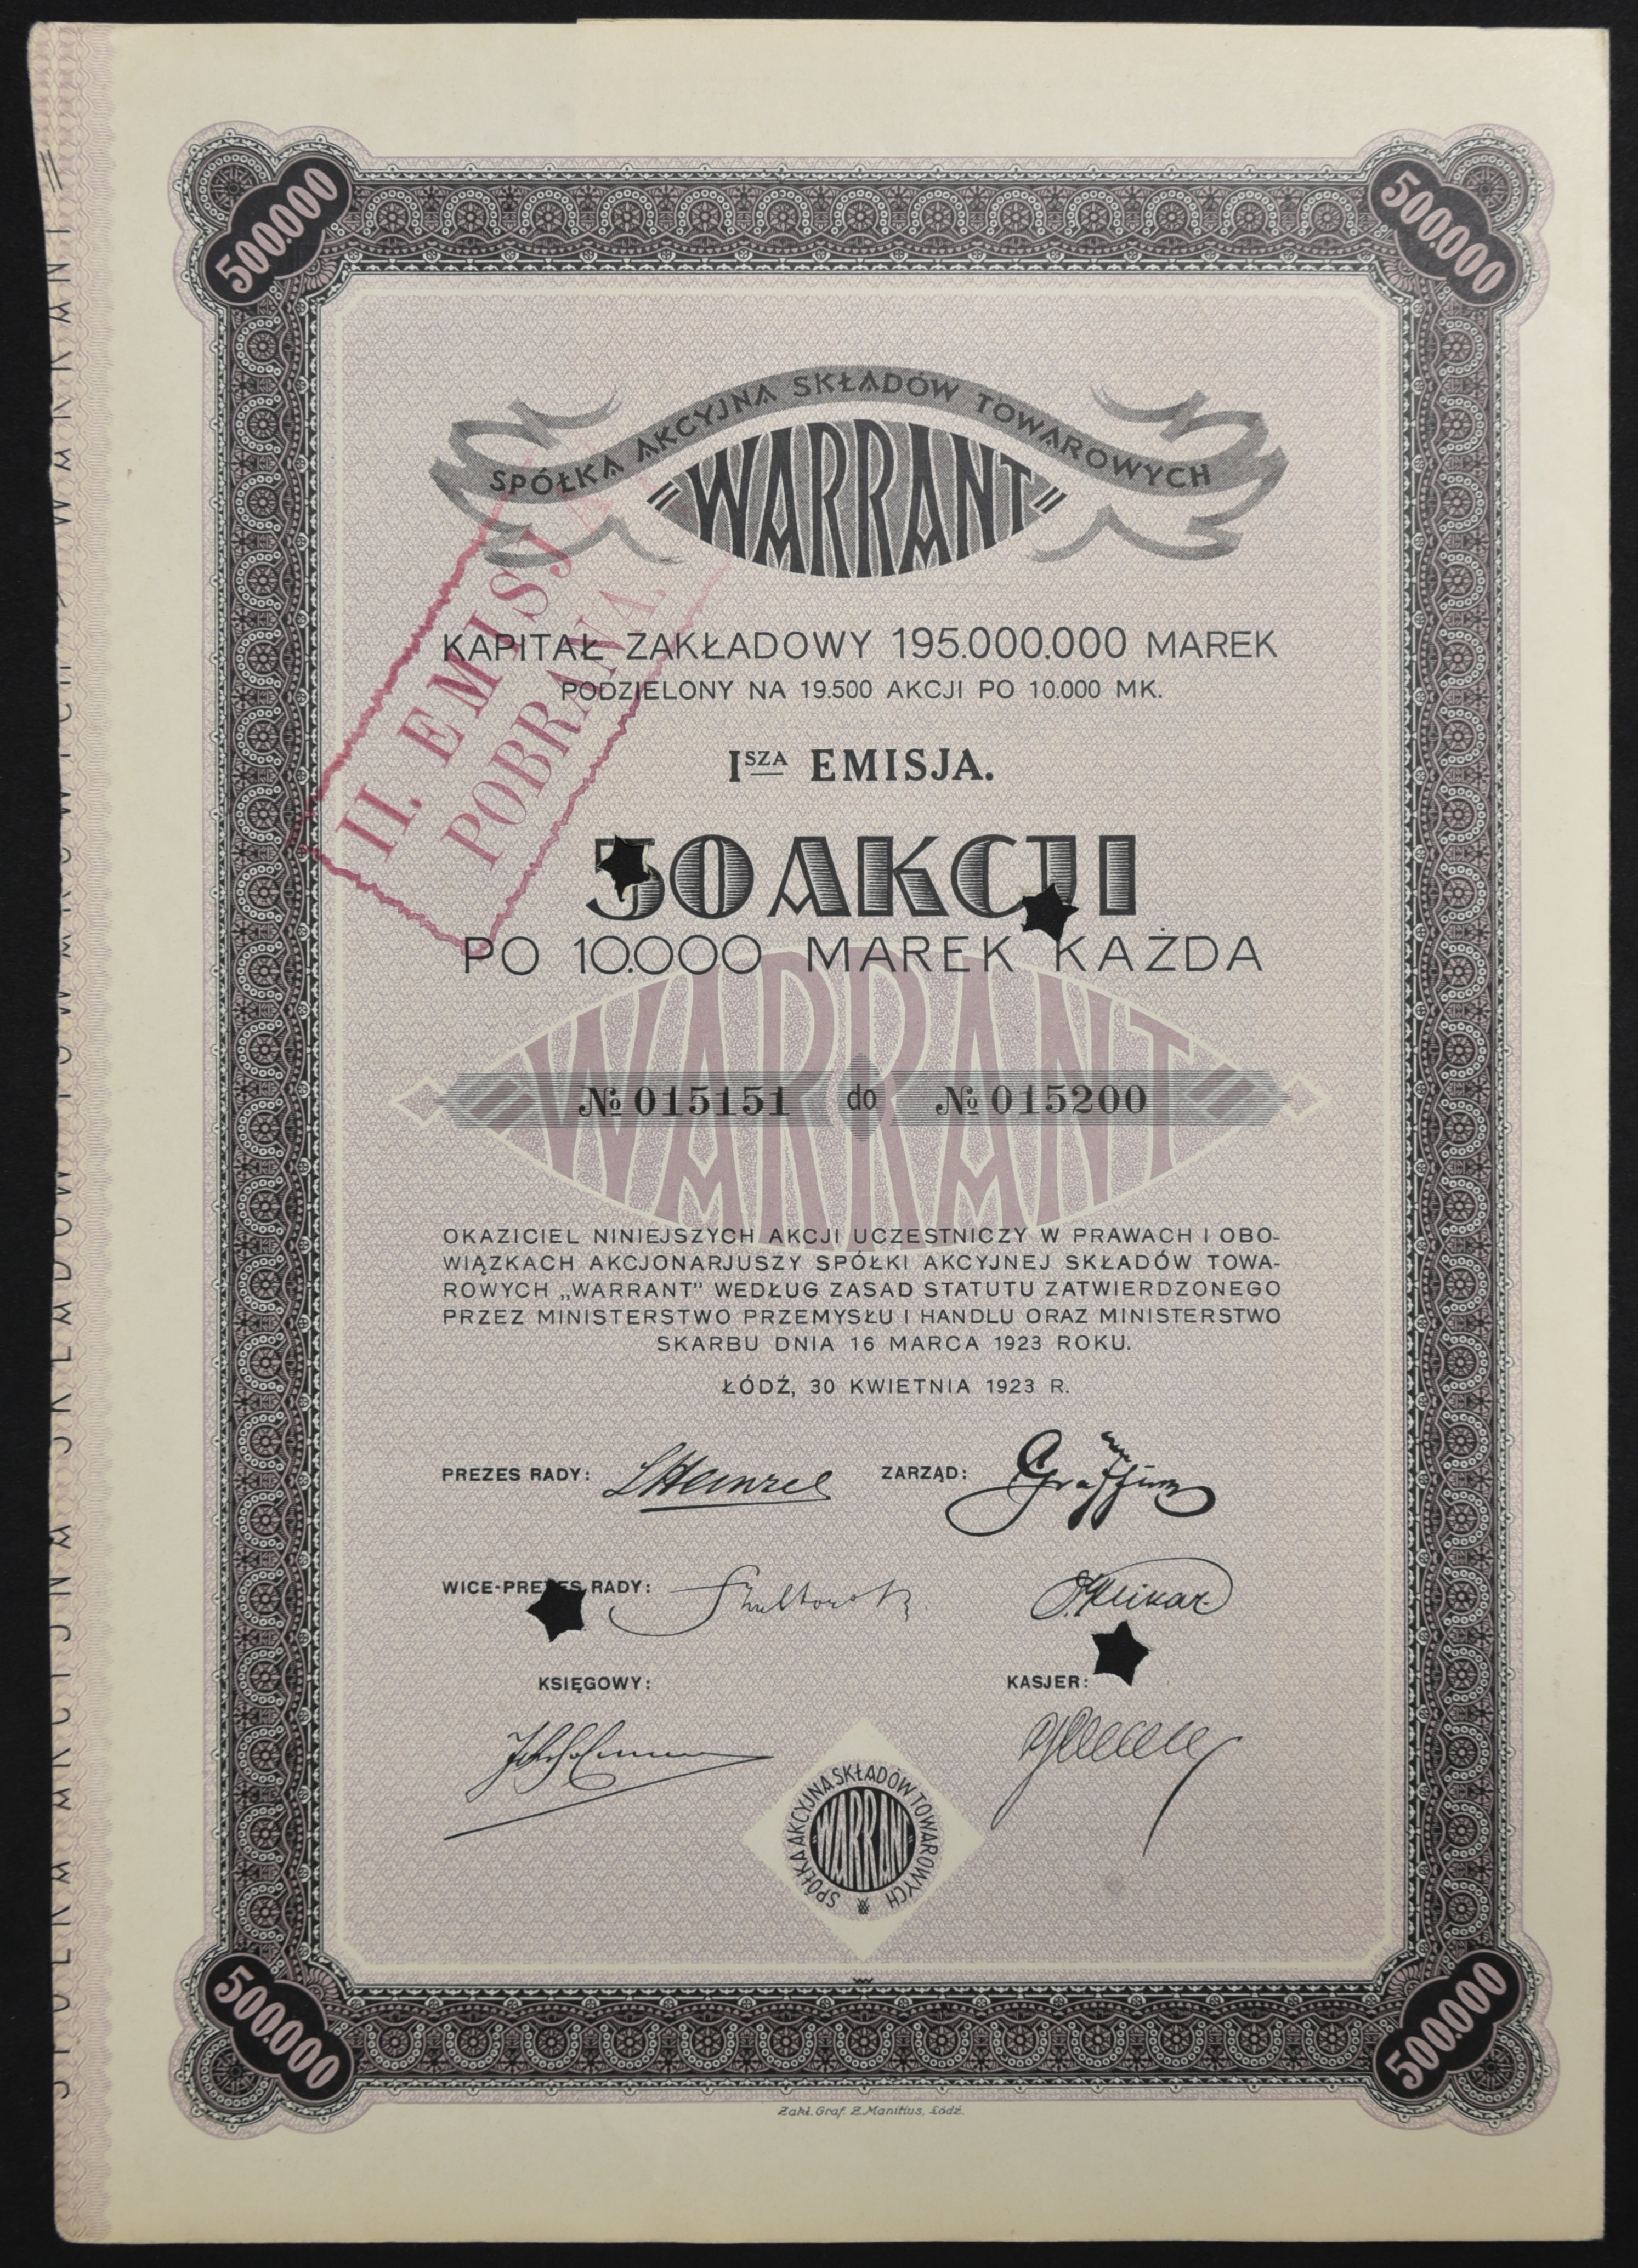 500.000
500.000
SPÓŁKA AKCYJNA SKŁADÓW TOWAROWYCH
"WARRANT"
II. EMISJA
POBRANA.
KAPITAŁ ZAKŁADOWY 195.000.000 MAREK
PODZIELONY NA 19.500 AKCJI PO 10.000 MK.
ISZA EMISJA.
50 AKCJI
PO 10.000 MAREK KAŻDA
WARRANT
№ 015151 do № 015200
OKAZICIEL NINIEJSZYCH AKCJI UCZESTNICZY W PRAWACH I OBO-
WIĄZKACH AKCJONARJUSZY SPÓŁKI AKCYJNEJ SKŁADÓW TOWA-
ROWYCH „WARRANT" WEDŁUG ZASAD STATUTU ZATWIERDZONEGO
PRZEZ MINISTERSTWO PRZEMYSŁU I HANDLU ORAZ MINISTERSTWO
SKARBU DNIA 16 MARCA 1923 ROKU.
ŁÓDŹ, 30 KWIETNIA 1923 R.
PREZES RADY: ZARZĄD:
WICE-PREZES RADY:
KSIĘGOWY: KASJER:
SPÓŁKA AKCYJNA SKŁADÓW TOWAROWYCH
"WARRANT"
500.000
500.000
Zakł. Graf. Z. Manitius, Łódź.